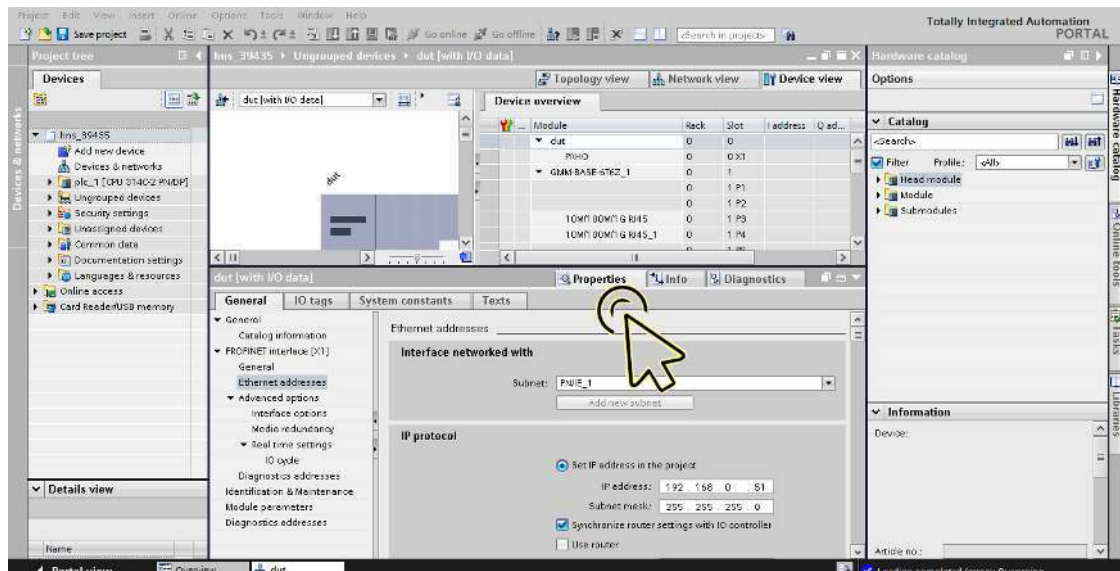 Project Edit View Insert Online Options Tools Window Help
Totally Integrated Automation
PORTAL
Save project
Go online
Go offline
<Search in project>
Project tree
Devices
hns_39435
Add new device
Devices & networks
plc_1 [CPU 314C-2 PN/DP]
Ungrouped devices
Security settings
Unassigned devices
Common data
Documentation settings
Languages & resources
Online access
Card Reader/USB memory
Details view
Name
Devices & networks
hns_39435 ▸ Ungrouped devices ▸ dut [with I/O data]
Topology view
Network view
Device view
dut [with I/O data]
dut
Device overview
... Module Rack Slot I address Q ad...
dut 0 0
PN-IO 0 0 X1
GMM-BASE-6T6Z_1 0 1
0 1 P1
0 1 P2
0 1 P3
0 1 P4
dut [with I/O data]
Properties
Info
Diagnostics
General
IO tags
System constants
Texts
General
Catalog information
PROFINET interface [X1]
General
Ethernet addresses
Advanced options
Interface options
Media redundancy
Real time settings
IO cycle
Diagnostics addresses
Identification & Maintenance
Module parameters
Diagnostics addresses
Ethernet addresses
Interface networked with
Subnet: PN/IE_1
Add new subnet
IP protocol
Set IP address in the project
IP address: 192 . 168 . 0 . 51
Subnet mask: 255 . 255 . 255 . 0
Synchronize router settings with IO controller
Use router
Hardware catalog
Options
Catalog
<Search>
Filter Profile: <All>
Head module
Module
Submodules
Information
Device:
Article no.:
Hardware catalog
Online tools
Tasks
Libraries
Portal view
Overview
dut